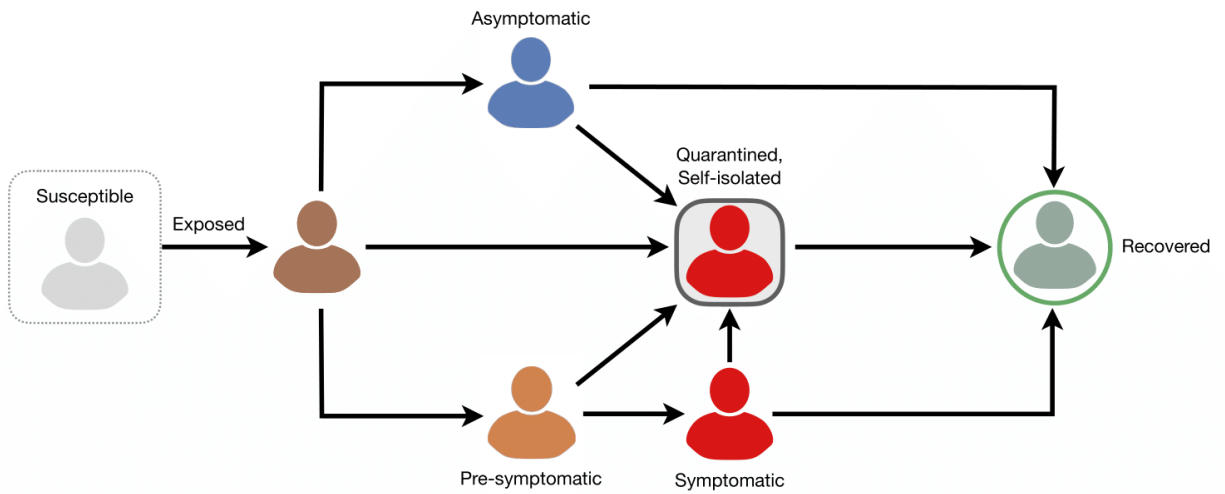 Asymptomatic
Quarantined,
Self-isolated
Susceptible
Exposed
Recovered
Pre-symptomatic
Symptomatic